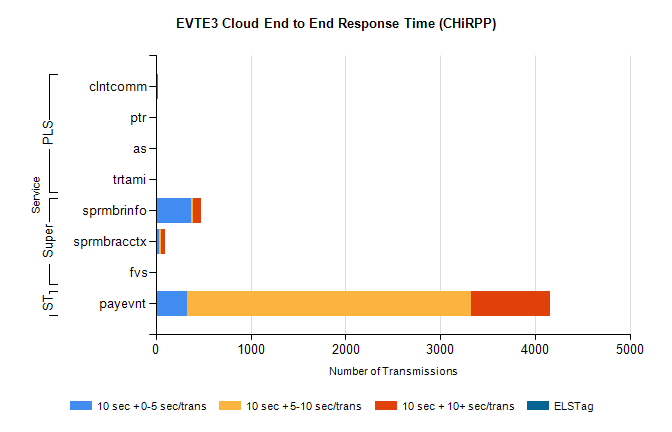 EVTE3 Cloud End to End Response Time (CHiRPP)
Service
PLS
clntcomm
ptr
as
trtami
Super
sprmbrinfo
sprmbracctx
fvs
ST
payevnt
0 1000 2000 3000 4000 5000
Number of Transmissions
10 sec +0-5 sec/trans 10 sec +5-10 sec/trans 10 sec + 10+ sec/trans ELSTag